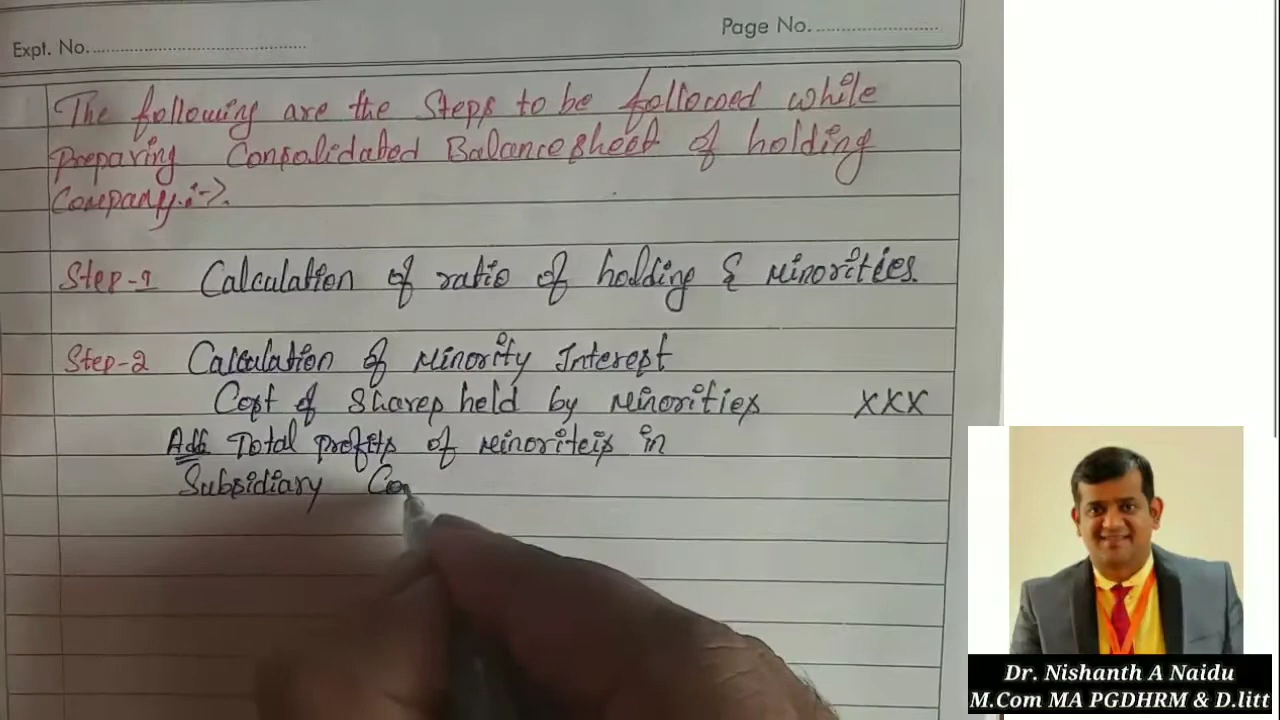 Expt. No.
Page No.
The following are the Steps to be followed while
preparing Consolidated Balancesheet of holding
Company:->.
Step-1 Calculation of ratio of holding & Minorities.
Step-2 Calculation of Minority Interest
Cost of Shares held by Minorities XXX
Add Total profits of Minoriteis in
Subsidiary Co
Dr. Nishanth A Naidu
M.Com MA PGDHRM & D.litt